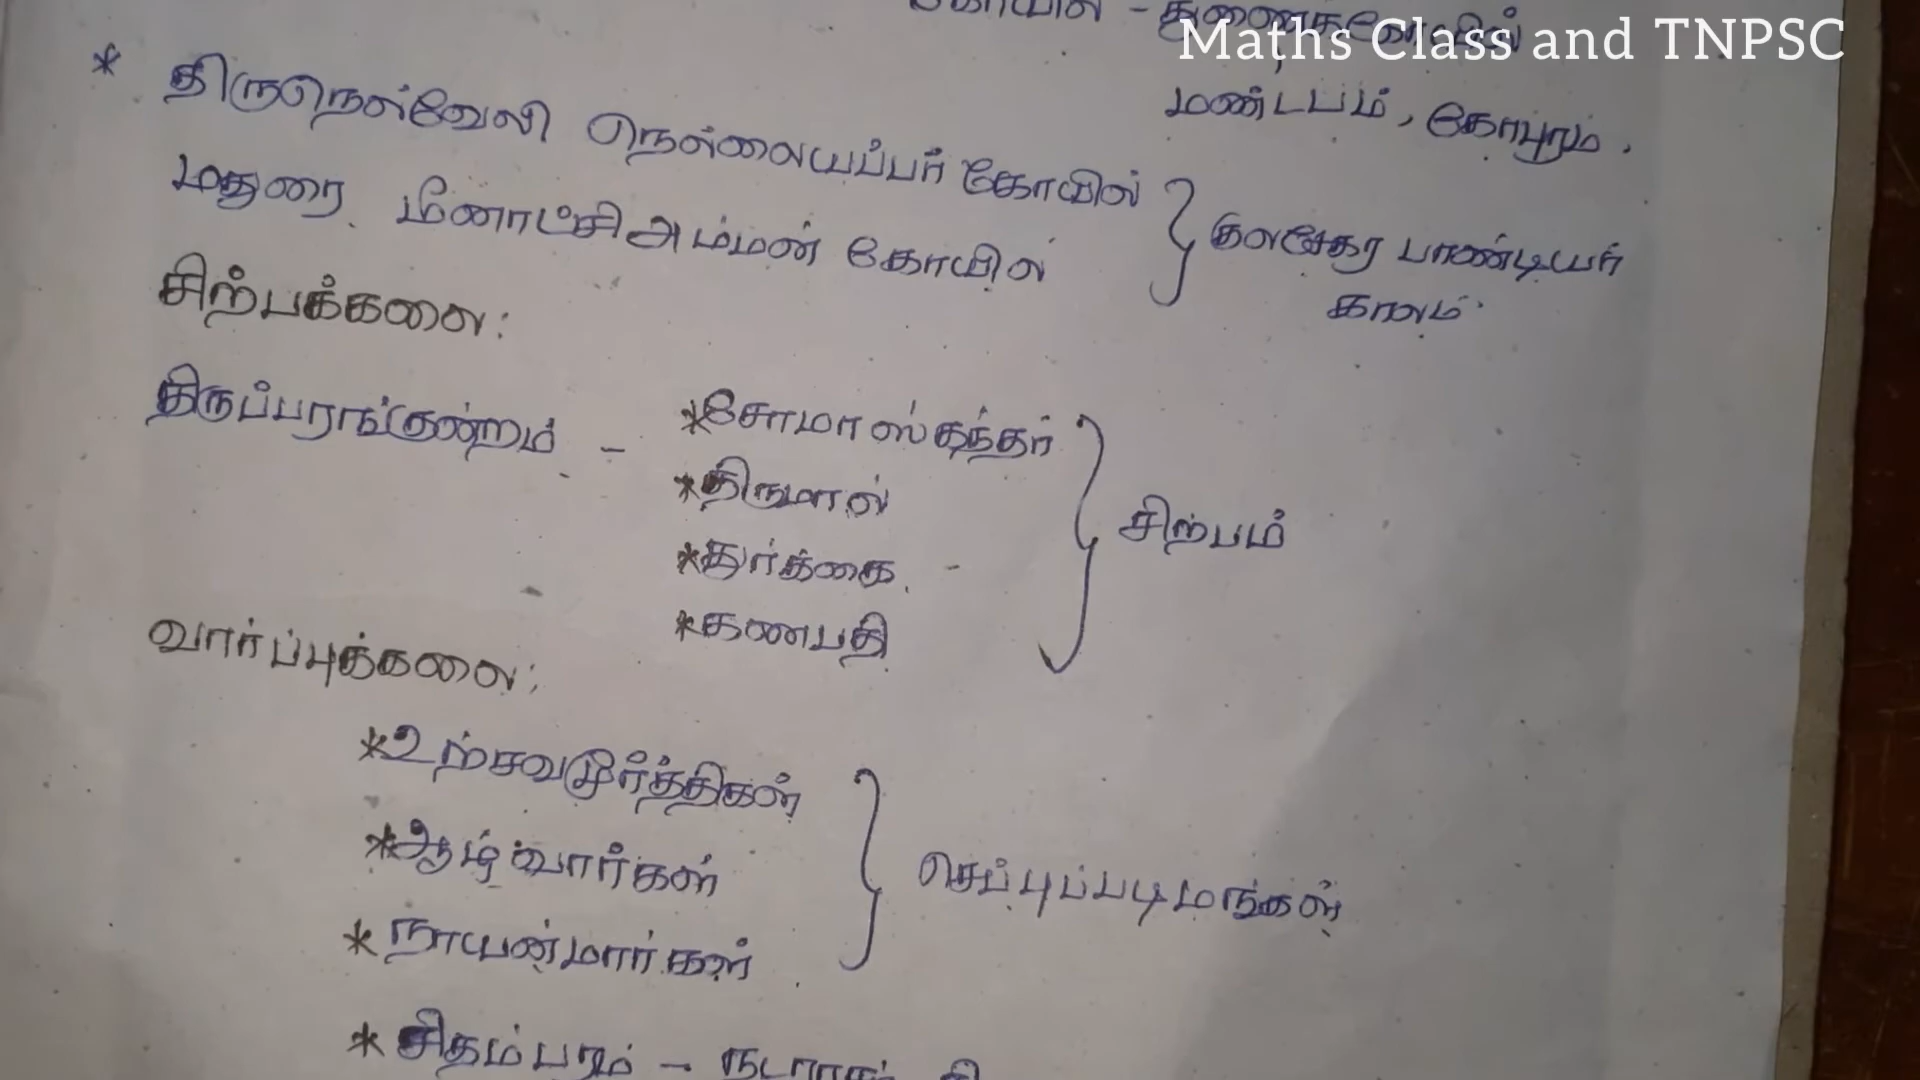 கோயில் - துணைக்கோயில்
Maths Class and TNPSC
மண்டபம், கோபுரம்.
* திருநெல்வேலி நெல்லையப்பர் கோயில்
மதுரை மீனாட்சி அம்மன் கோயில்
குலசேகர பாண்டியர்
காலம்
சிற்பக்கலை:
திருப்பரங்குன்றம் -
*சோமாஸ்கந்தர்
*திருமால்
*துர்க்கை
*கணபதி
சிற்பம்
வார்ப்புக்கலை:
*உற்சவமூர்த்திகள்
*ஆழ்வார்கள்
* நாயன்மார்கள்
செப்புப்படிமங்கள்
* சிதம்பரம் - நடராஜர்